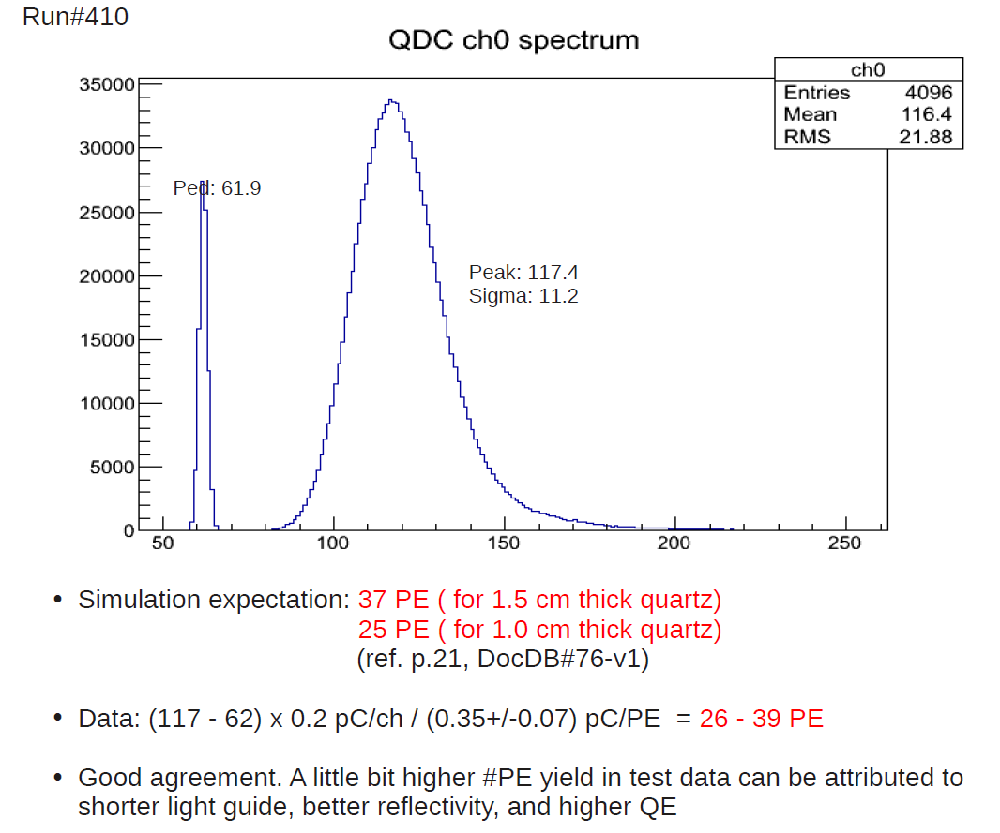 Run#410
QDC ch0 spectrum
ch0
Entries 4096
Mean 116.4
RMS 21.88
35000
30000
25000
20000
15000
10000
5000
0
Ped: 61.9
Peak: 117.4
Sigma: 11.2
50 100 150 200 250
• Simulation expectation: 37 PE ( for 1.5 cm thick quartz)
25 PE ( for 1.0 cm thick quartz)
(ref. p.21, DocDB#76-v1)
• Data: (117 - 62) x 0.2 pC/ch / (0.35+/-0.07) pC/PE = 26 - 39 PE
• Good agreement. A little bit higher #PE yield in test data can be attributed to
shorter light guide, better reflectivity, and higher QE